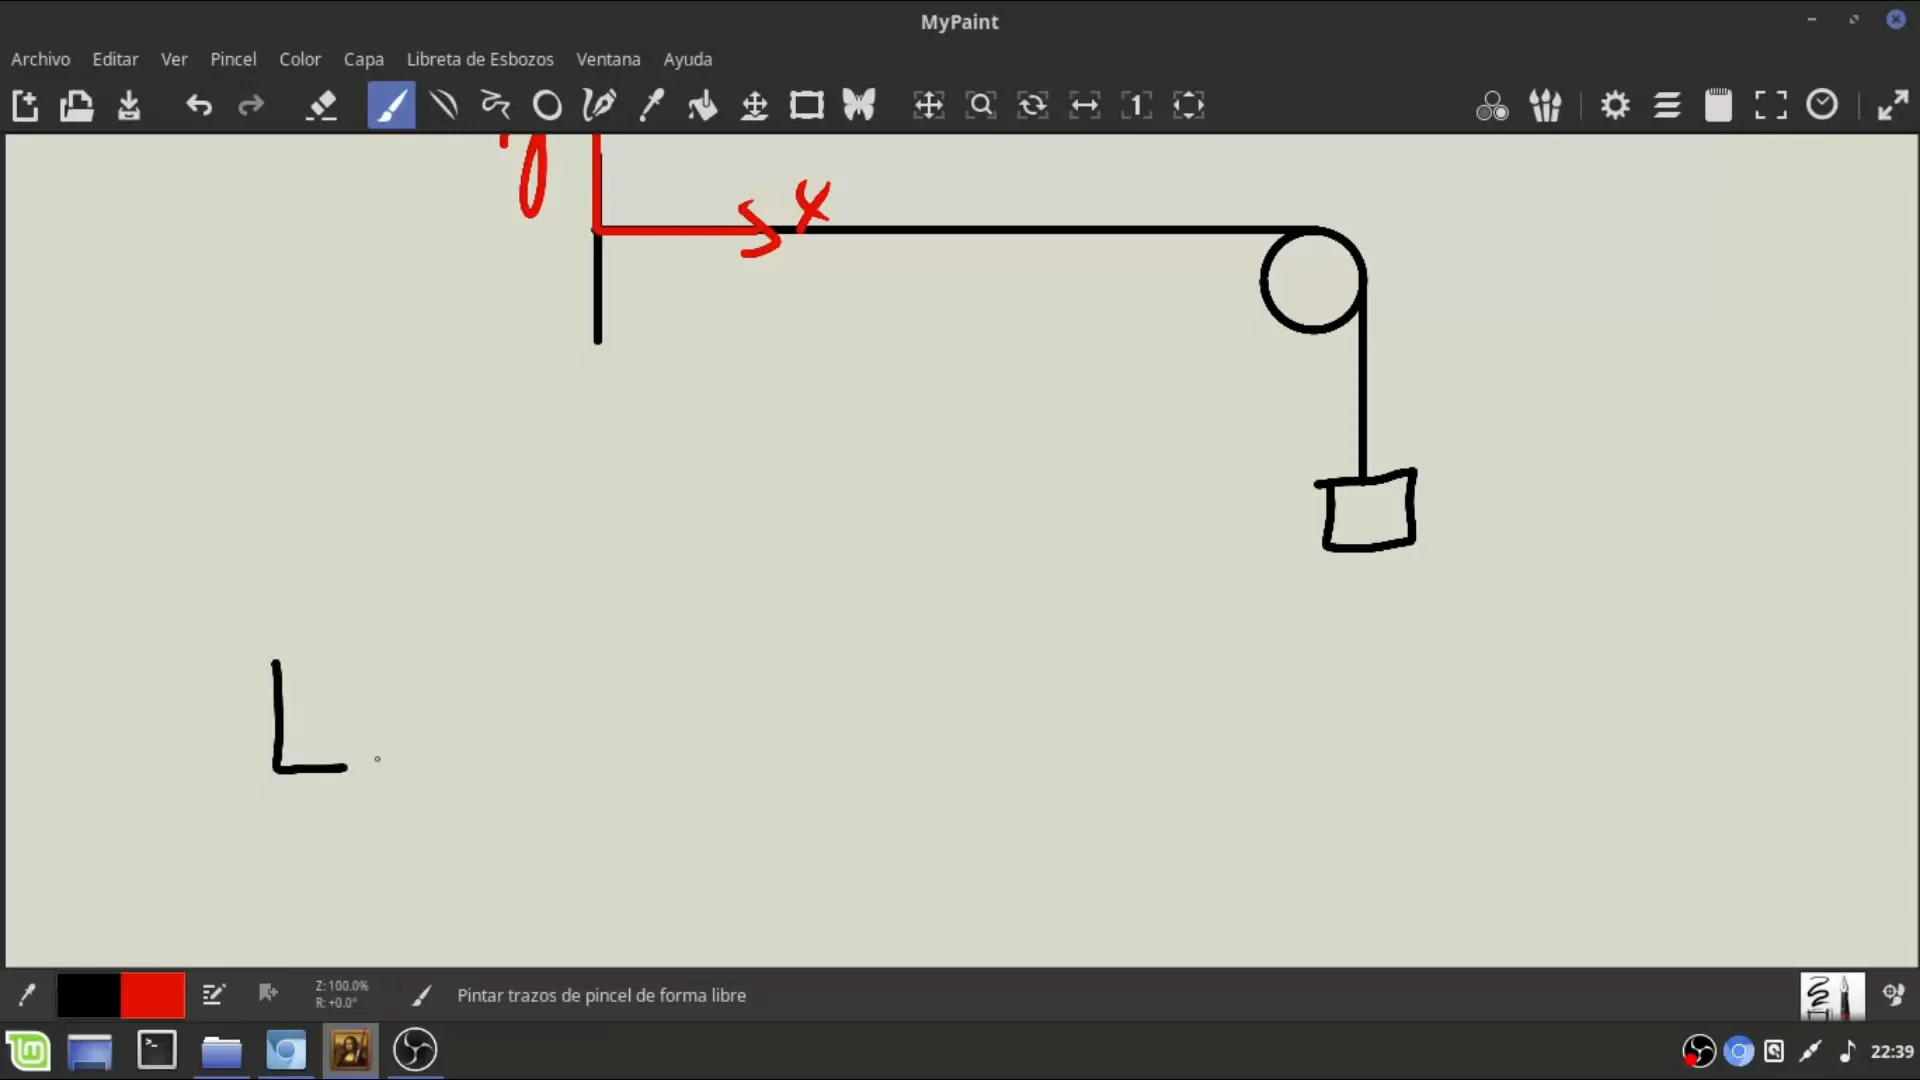 MyPaint
Archivo Editar Ver Pincel Color Capa Libreta de Esbozos Ventana Ayuda
1
y
x
L
Z: 100.0%
R: +0.0°
Pintar trazos de pincel de forma libre
22:39